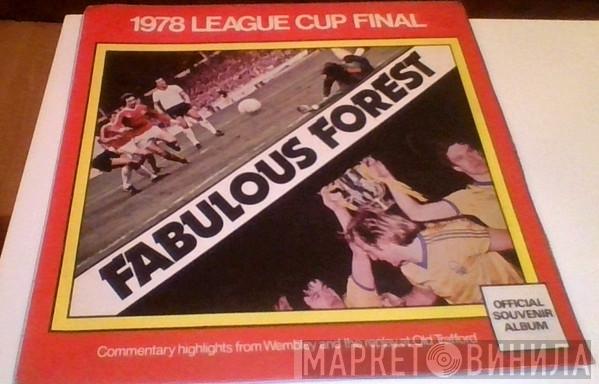 1978 LEAGUE CUP FINAL
FABULOUS FOREST
OFFICIAL
SOUVENIR
ALBUM
Commentary highlights from Wembley and the replay at Old Trafford
МАРКЕТ ВИНИЛА